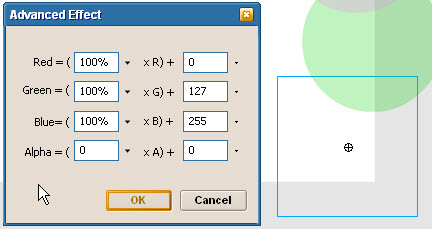 Advanced Effect
Red = ( 100% x R) + 0
Green = ( 100% x G) + 127
Blue= ( 100% x B) + 255
Alpha = ( 0 x A) + 0
OK Cancel